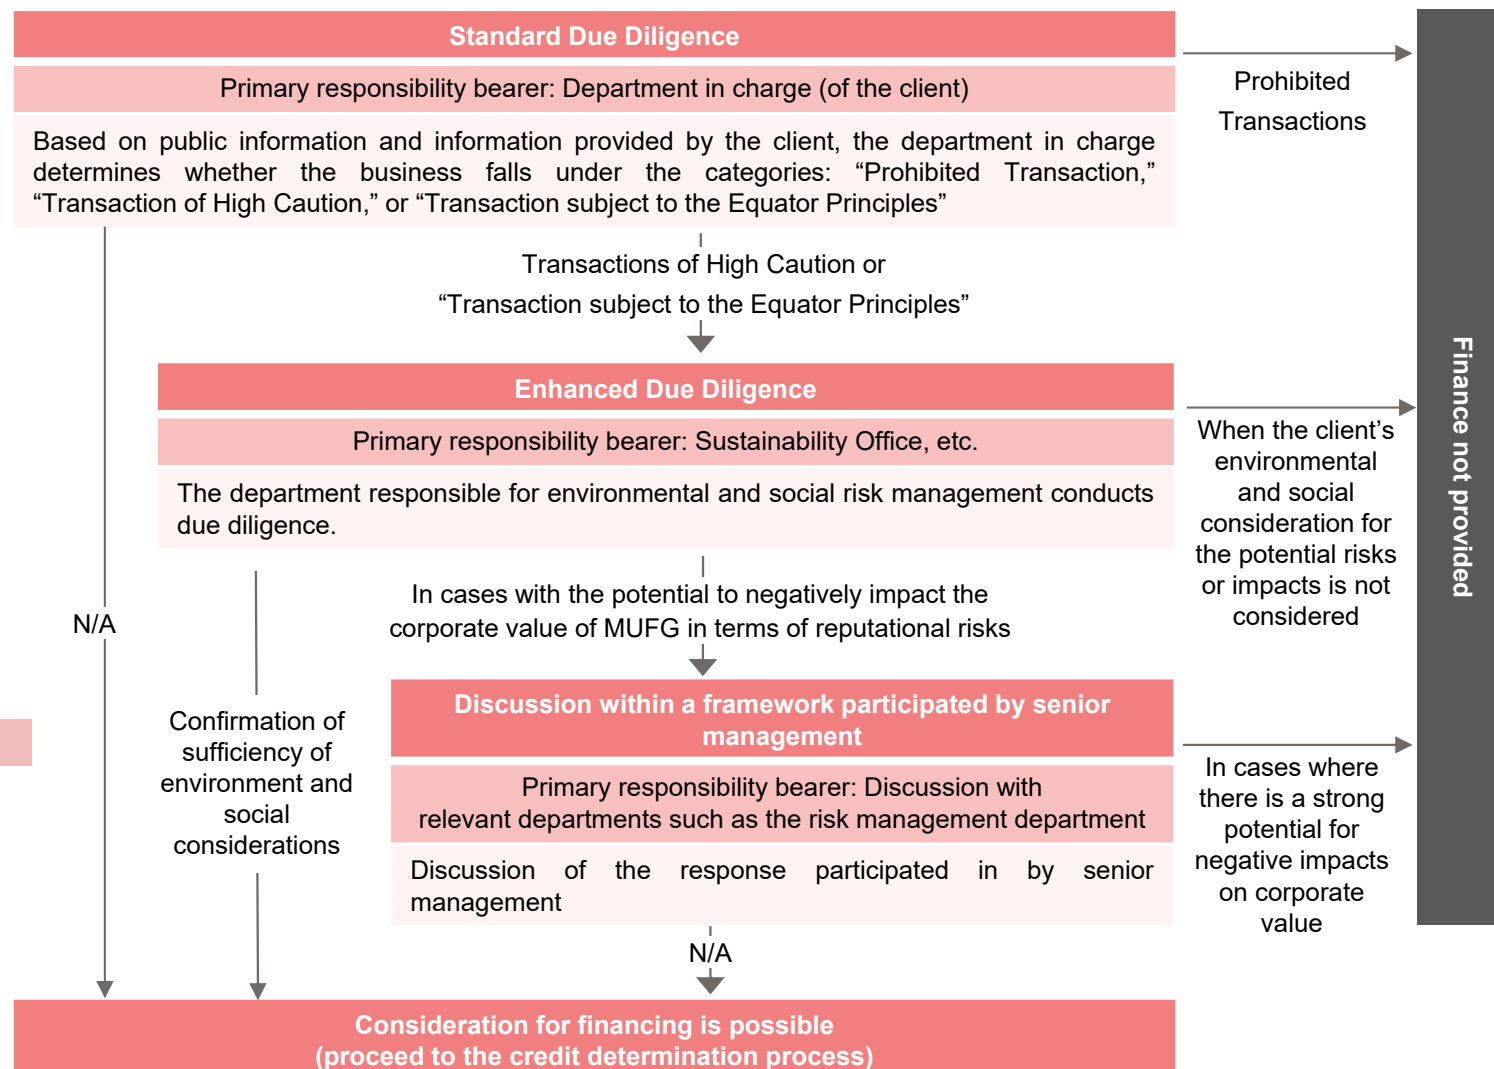 Standard Due Diligence
Primary responsibility bearer: Department in charge (of the client)
Based on public information and information provided by the client, the department in charge
determines whether the business falls under the categories: “Prohibited Transaction,”
“Transaction of High Caution,” or “Transaction subject to the Equator Principles”
Prohibited
Transactions
Transactions of High Caution or
“Transaction subject to the Equator Principles”
Enhanced Due Diligence
Primary responsibility bearer: Sustainability Office, etc.
The department responsible for environmental and social risk management conducts
due diligence.
When the client’s
environmental
and social
consideration for
the potential risks
or impacts is not
considered
Finance not provided
In cases with the potential to negatively impact the
corporate value of MUFG in terms of reputational risks
N/A
Confirmation of
sufficiency of
environment and
social
considerations
Discussion within a framework participated by senior
management
Primary responsibility bearer: Discussion with
relevant departments such as the risk management department
Discussion of the response participated in by senior
management
In cases where
there is a strong
potential for
negative impacts
on corporate
value
N/A
Consideration for financing is possible
(proceed to the credit determination process)